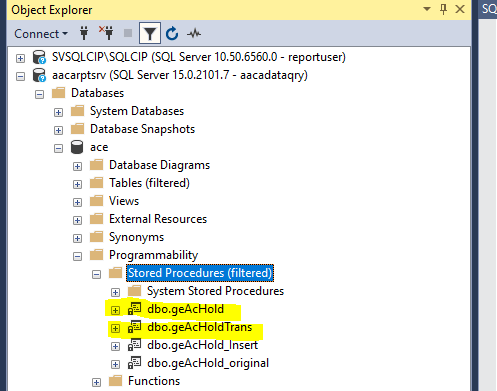 Object Explorer
SQ
Connect
SVSQLCIP\SQLCIP (SQL Server 10.50.6560.0 - reportuser)
aacarptsrv (SQL Server 15.0.2101.7 - aacadataqry)
Databases
System Databases
Database Snapshots
ace
Database Diagrams
Tables (filtered)
Views
External Resources
Synonyms
Programmability
Stored Procedures (filtered)
System Stored Procedures
dbo.geAcHold
dbo.geAcHoldTrans
dbo.geAcHold_Insert
dbo.geAcHold_original
Functions